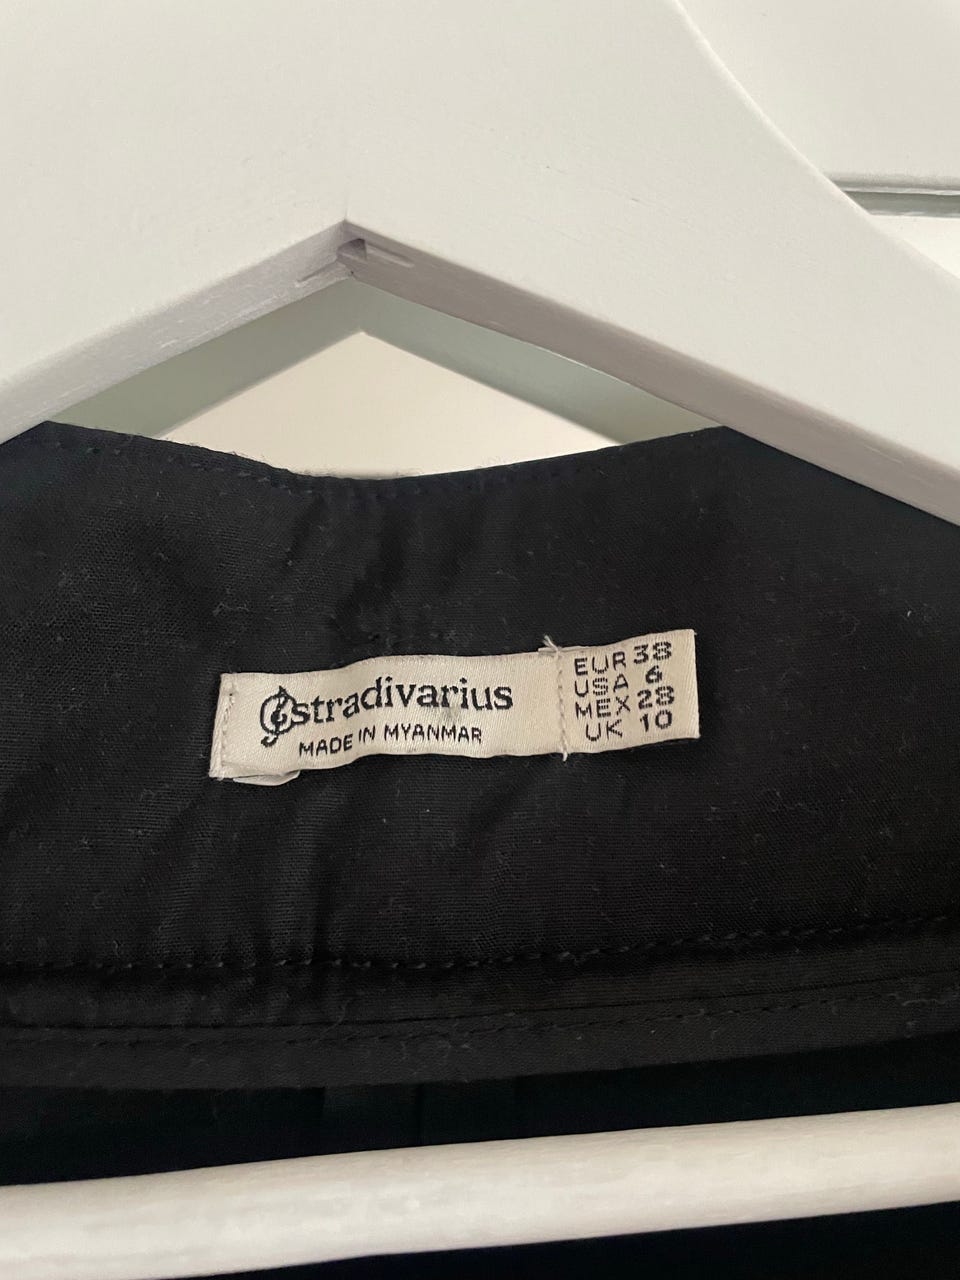 stradivarius
MADE IN MYANMAR
EUR 38
USA 6
MEX 28
UK 10